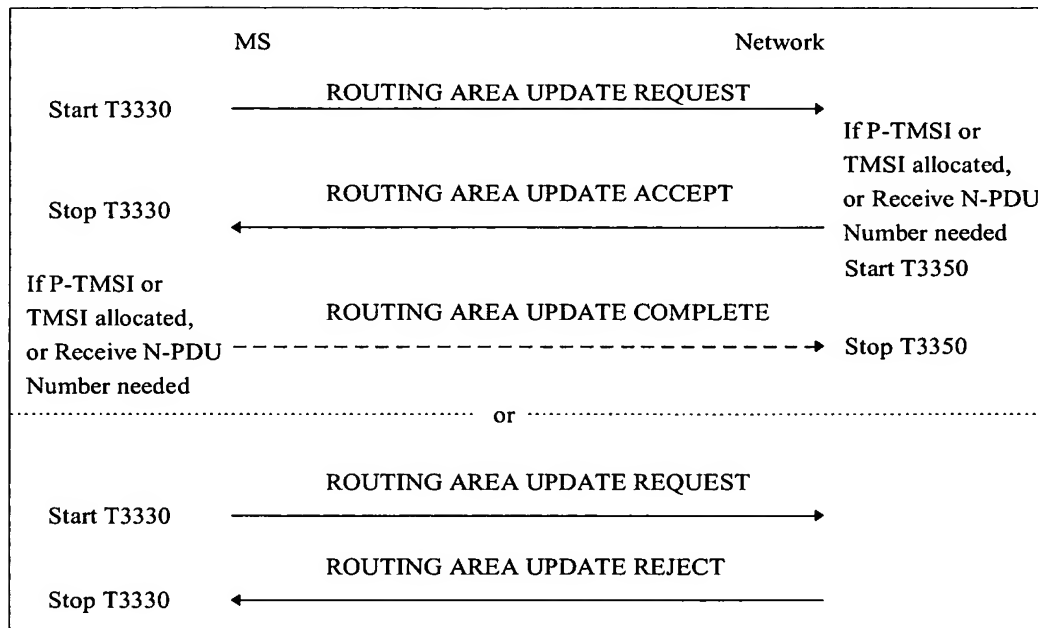 MS Network
ROUTING AREA UPDATE REQUEST
Start T3330
If P-TMSI or
TMSI allocated,
or Receive N-PDU
Number needed
Start T3350
ROUTING AREA UPDATE ACCEPT
Stop T3330
If P-TMSI or
TMSI allocated,
or Receive N-PDU
Number needed
ROUTING AREA UPDATE COMPLETE
Stop T3350
or
ROUTING AREA UPDATE REQUEST
Start T3330
ROUTING AREA UPDATE REJECT
Stop T3330